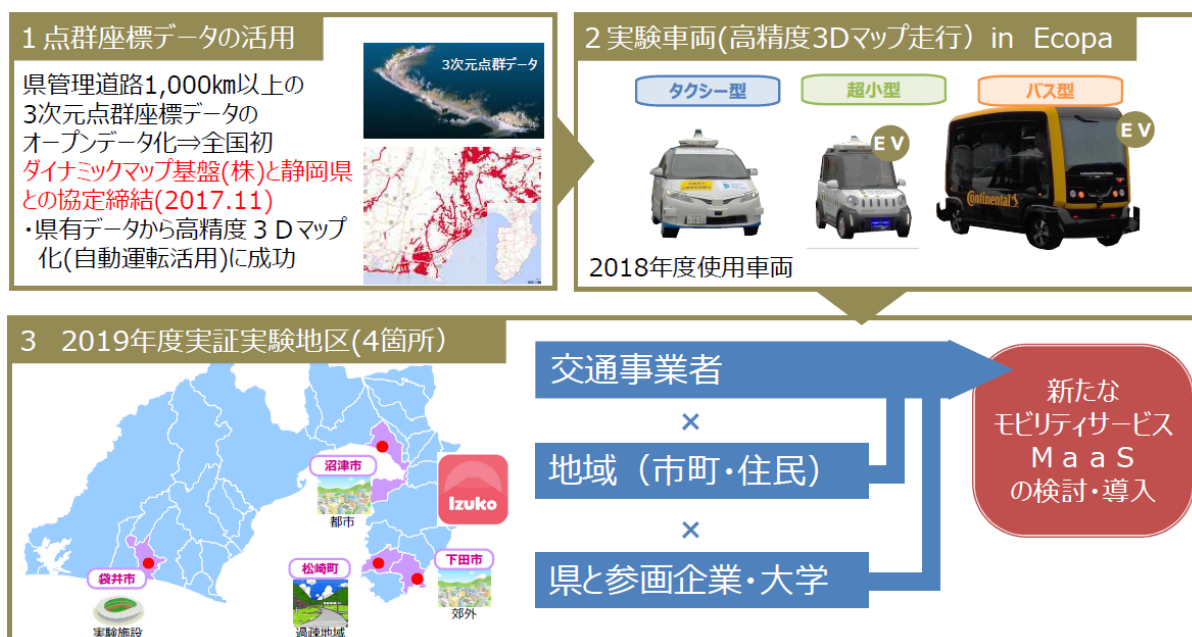 1 点群座標データの活用
県管理道路1,000km以上の
3次元点群座標データの
オープンデータ化⇒全国初
ダイナミックマップ基盤(株)と静岡県
との協定締結(2017.11)
・県有データから高精度３Ｄマップ
化(自動運転活用)に成功
3次元点群データ
2 実験車両(高精度3Dマップ走行）in Ecopa
タクシー型
超小型
バス型
ＥＶ
ＥＶ
Continental
2018年度使用車両
3 2019年度実証実験地区(4箇所）
沼津市
都市
Izuko
袋井市
実験施設
松崎町
過疎地域
下田市
郊外
交通事業者
×
地域（市町・住民）
×
県と参画企業・大学
新たな
モビリティサービス
ＭａａＳ
の検討・導入